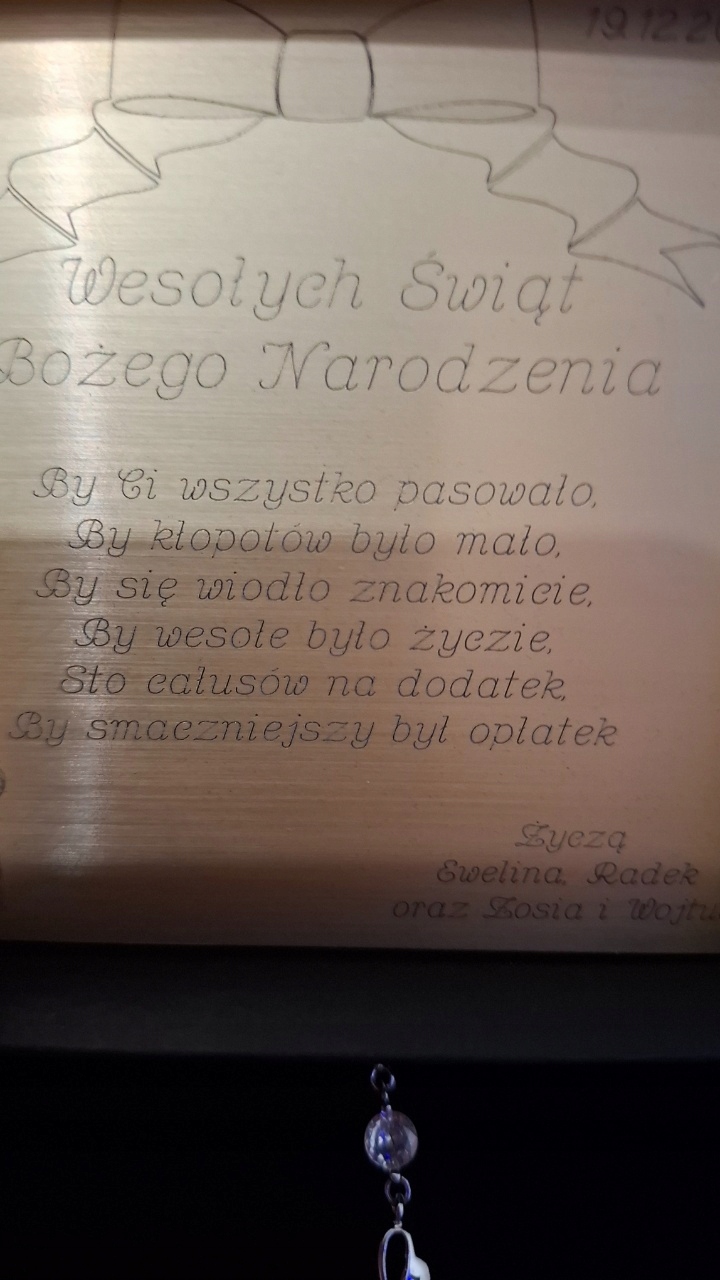 19.12.2
Wesołych Świąt
Bożego Narodzenia
By Ci wszystko pasowało,
By kłopotów było mało,
By się wiodło znakomicie,
By wesołe było życzie,
Sto całusów na dodatek,
By smaczniejszy był opłatek
Życzą
Ewelina, Radek
oraz Zosia i Wojtu